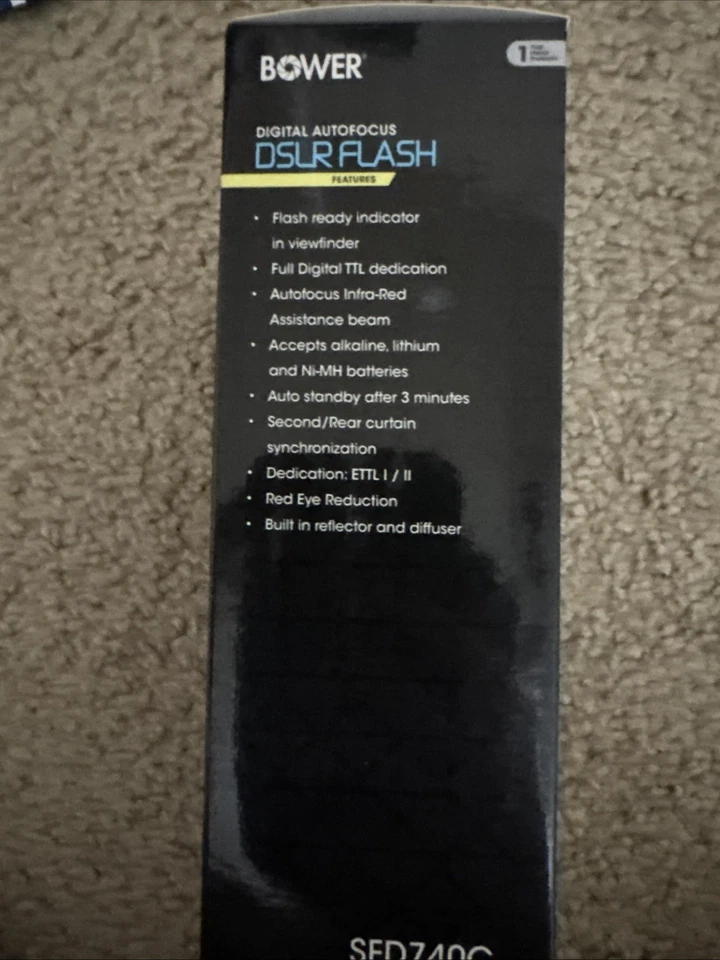 BOWER
1
DIGITAL AUTOFOCUS
DSLR FLASH
FEATURES
• Flash ready indicator
in viewfinder
• Full Digital TTL dedication
• Autofocus Infra-Red
Assistance beam
• Accepts alkaline, lithium
and Ni-MH batteries
• Auto standby after 3 minutes
• Second/Rear curtain
synchronization
• Dedication: ETTL I / II
• Red Eye Reduction
• Built in reflector and diffuser
SFD740C